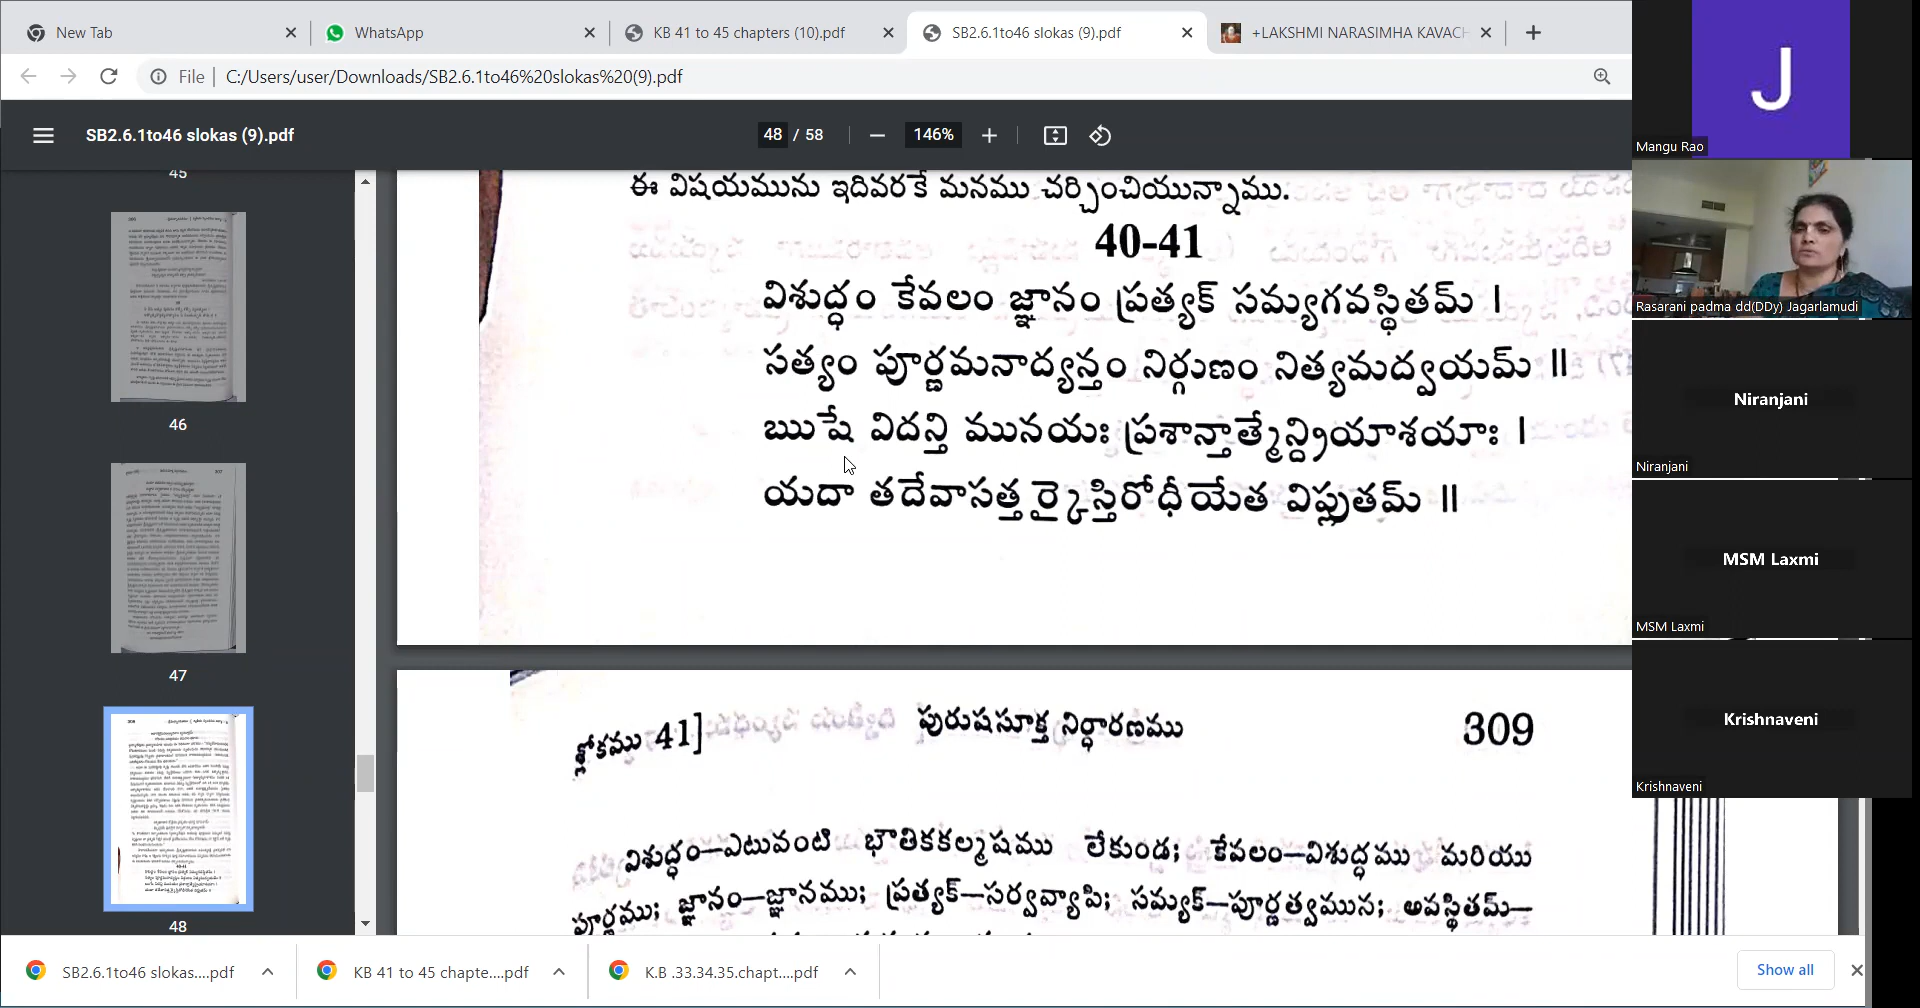 New Tab
WhatsApp
KB 41 to 45 chapters (10).pdf
SB2.6.1to46 slokas (9).pdf
+LAKSHMI NARASIMHA KAVACH
File
C:/Users/user/Downloads/SB2.6.1to46%20slokas%20(9).pdf
SB2.6.1to46 slokas (9)
48 / 58
146%
45
46
47
48
ఈ విషయమును ఇదివరకే మనము చర్చించియున్నాము.
40-41
విశుద్ధం కేవలం జ్ఞానం ప్రత్యక్ సమ్యగవస్థితమ్ ।
సత్యం పూర్ణమనాద్యన్తం నిర్గుణం నిత్యమద్వయమ్ ॥
ఋషే విదన్తి మునయః ప్రశాన్తాత్మేన్ద్రియాశయాః ।
యదా తదేవాసత్తర్కైస్తిరోధీయేత విప్లుతమ్ ॥
శ్లోకము 41]
పురుషసూక్త నిర్ధారణము
309
విశుద్ధం—ఎటువంటి భౌతికకల్మషము లేకుండ; కేవలం—విశుద్ధము మరియు
పూర్ణము; జ్ఞానం—జ్ఞానము; ప్రత్యక్—సర్వవ్యాపి; సమ్యక్—పూర్ణత్వమున; అవస్థితమ్—
J
Mangu Rao
Rasarani padma dd(DDy) Jagarlamudi
Niranjani
Niranjani
MSM Laxmi
MSM Laxmi
Krishnaveni
Krishnaveni
SB2.6.1to46 slokas....pdf
KB 41 to 45 chapte....pdf
K.B .33.34.35.chapt....pdf
Show all